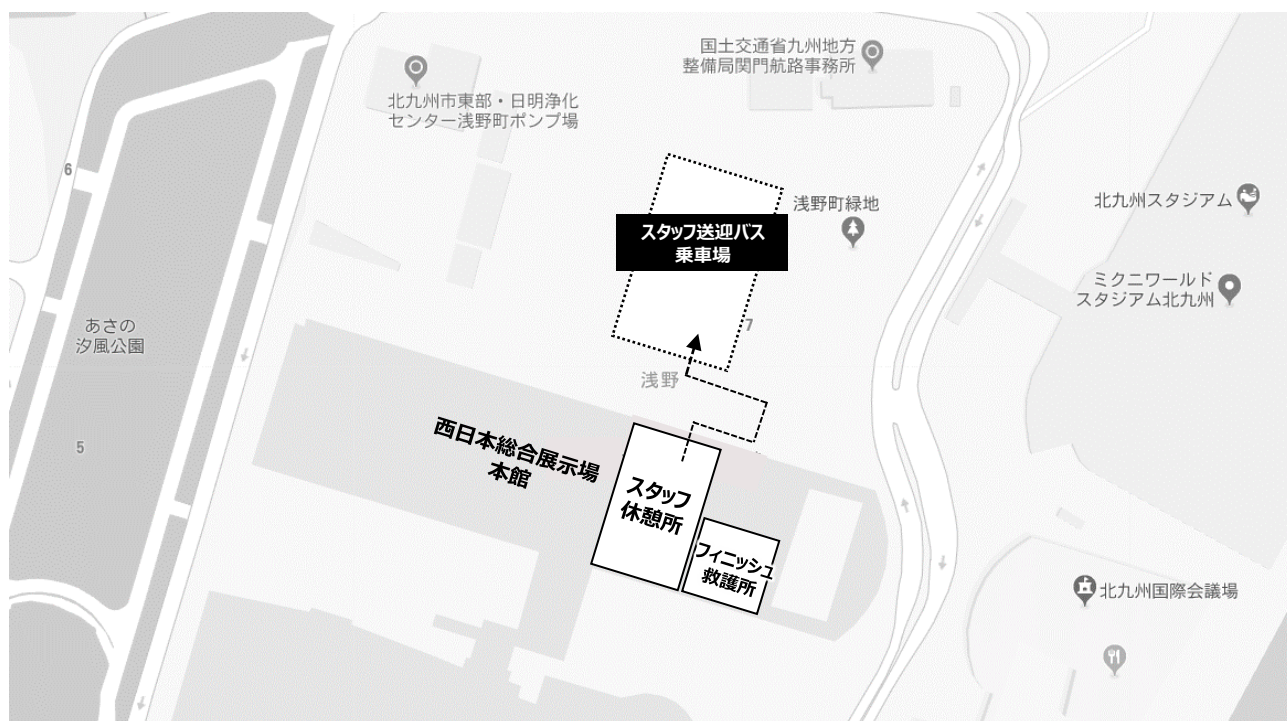 国土交通省九州地方
整備局関門航路事務所
北九州市東部・日明浄化
センター浅野町ポンプ場
6
浅野町緑地
北九州スタジアム
スタッフ送迎バス
乗車場
ミクニワールド
スタジアム北九州
あさの
汐風公園
7
浅野
5
西日本総合展示場
本館
スタッフ
休憩所
フィニッシュ
救護所
北九州国際会議場